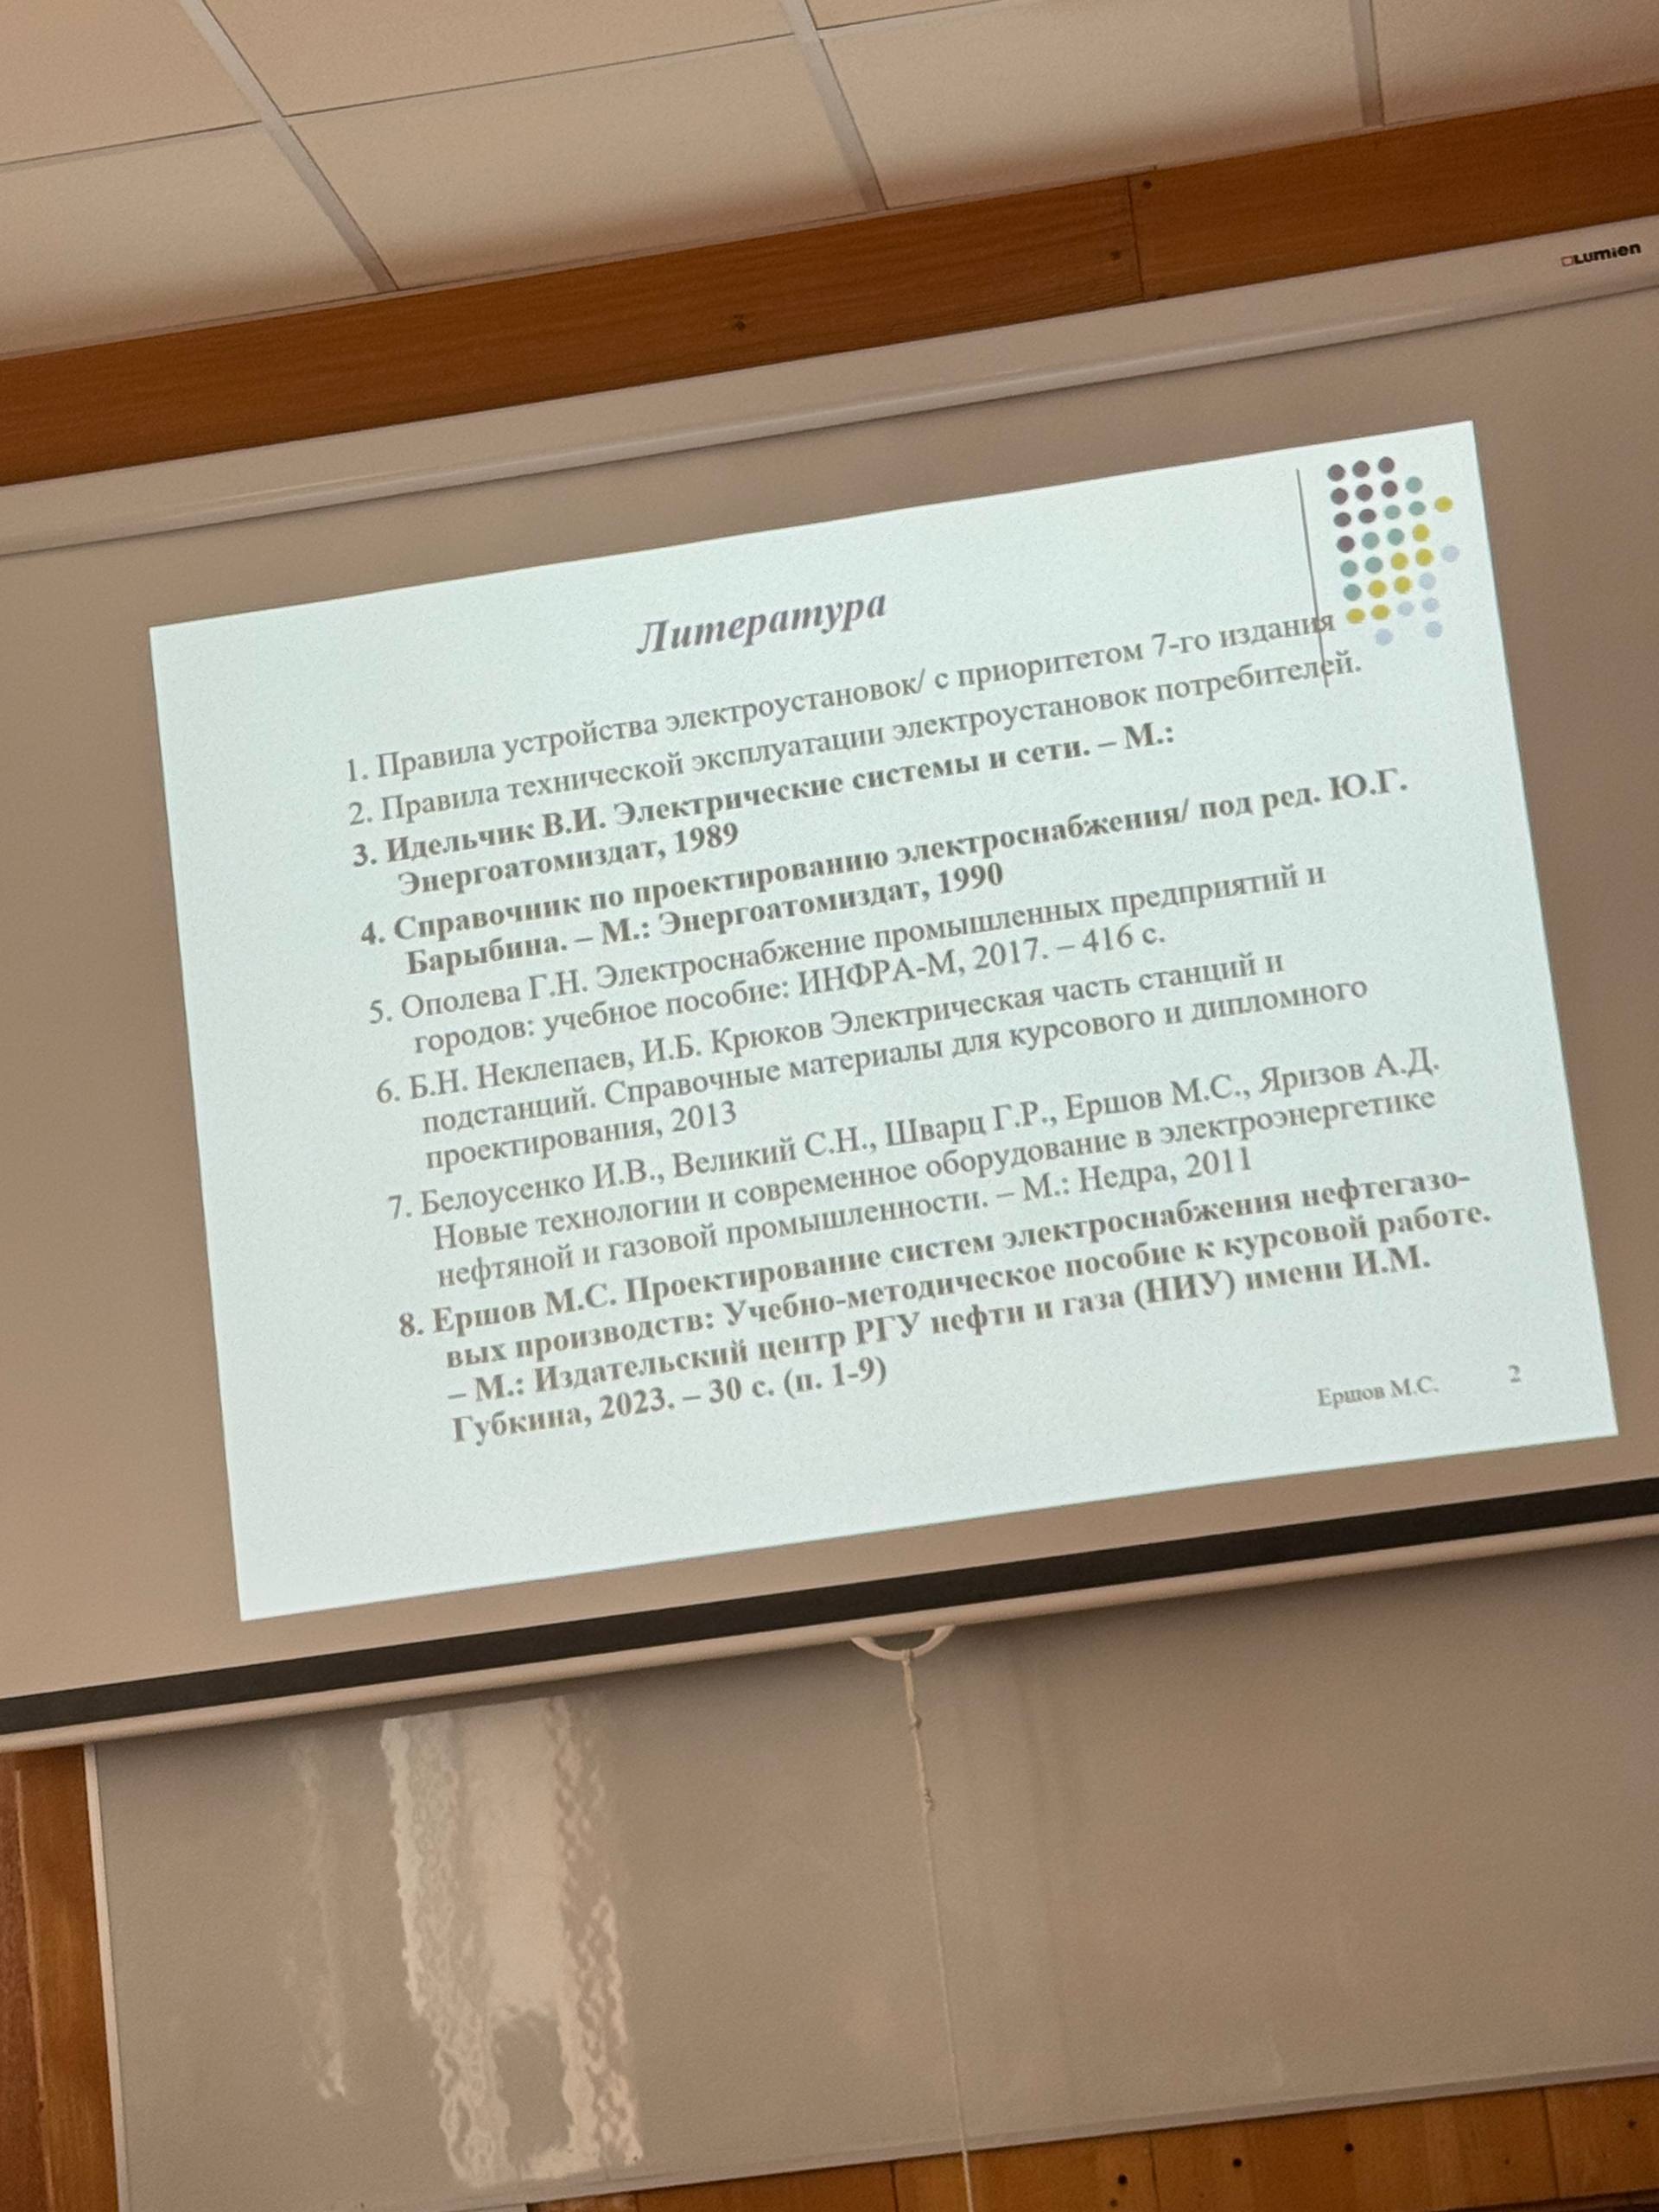 Lumien
Литература
1. Правила устройства электроустановок/ с приоритетом 7-го издания
2. Правила технической эксплуатации электроустановок потребителей.
3. Идельчик В.И. Электрические системы и сети. – М.:
Энергоатомиздат, 1989
4. Справочник по проектированию электроснабжения/ под ред. Ю.Г.
Барыбина. – М.: Энергоатомиздат, 1990
5. Ополева Г.Н. Электроснабжение промышленных предприятий и
городов: учебное пособие: ИНФРА-М, 2017. – 416 с.
6. Б.Н. Неклепаев, И.Б. Крюков Электрическая часть станций и
подстанций. Справочные материалы для курсового и дипломного
проектирования, 2013
7. Белоусенко И.В., Великий С.Н., Шварц Г.Р., Ершов М.С., Яризов А.Д.
Новые технологии и современное оборудование в электроэнергетике
нефтяной и газовой промышленности. – М.: Недра, 2011
8. Ершов М.С. Проектирование систем электроснабжения нефтегазо-
вых производств: Учебно-методическое пособие к курсовой работе.
– М.: Издательский центр РГУ нефти и газа (НИУ) имени И.М.
Губкина, 2023. – 30 с. (п. 1-9)
Ершов М.С.
2